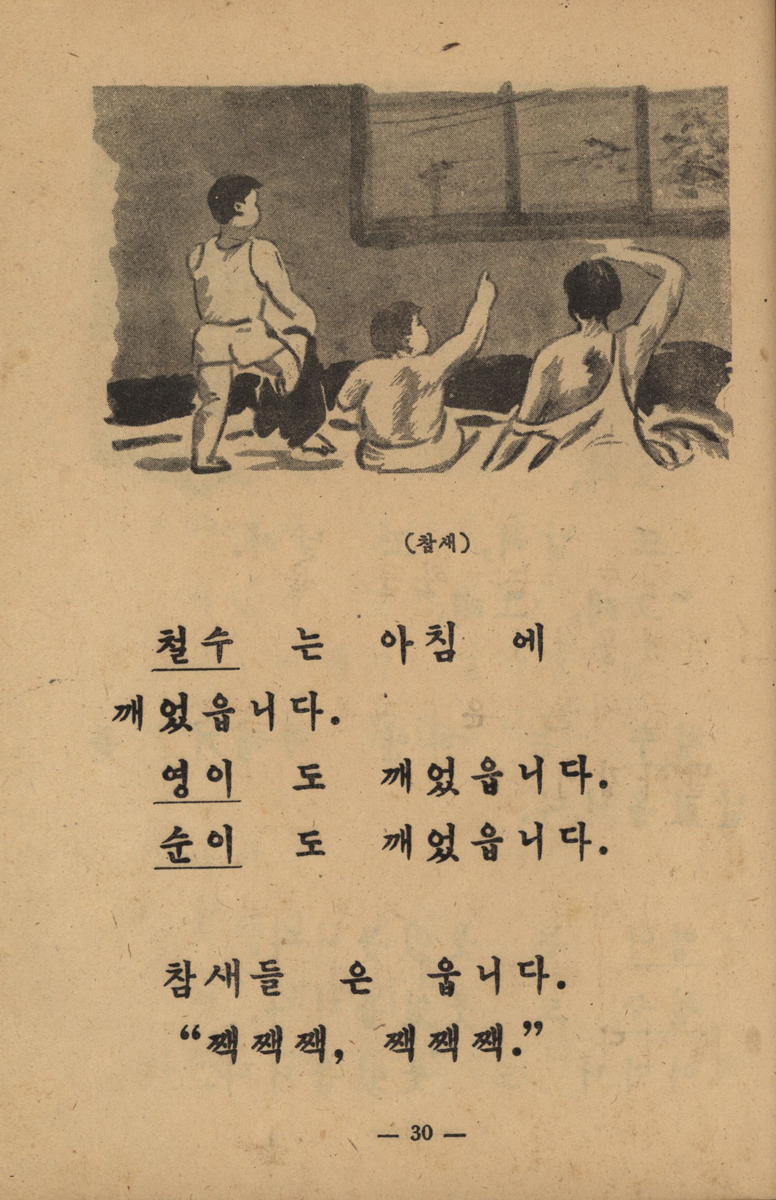 (참새)
철수 는 아침 에
깨었읍니다.
영이 도 깨었읍니다.
순이 도 깨었읍니다.
참새들 은 웁니다.
“짹짹짹, 짹짹짹.”
— 30 —